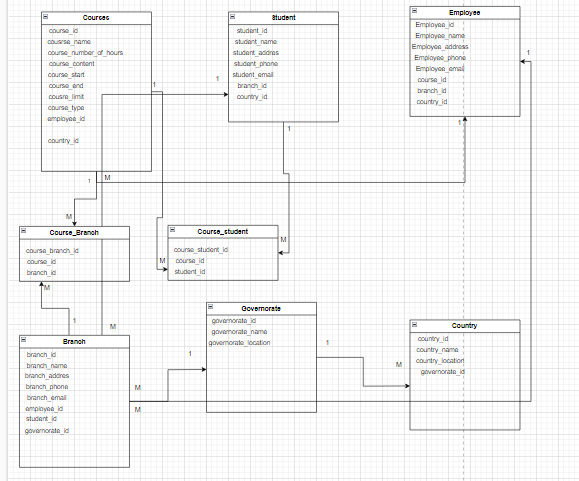 Courses
course_id
cousrse_name
course_number_of_hours
course_content
course_start
course_end
cousre_limit
course_type
employee_id
country_id
Student
student_id
student_name
student_addres
student_phone
student_email
branch_id
country_id
Employee
Employee_id
Employee_name
Employee_address
Employee_phone
Employee_email
course_id
branch_id
country_id
1
1
1
1
1
1
M
M
Course_Branch
course_branch_id
course_id
branch_id
Course_student
course_student_id
course_id
student_id
M
M
M
1
M
Branch
branch_id
branch_name
branch_addres
branch_phone
branch_email
employee_id
student_id
governorate_id
M
M
1
Governorate
governorate_id
governorate_name
governorate_location
1
M
Country
country_id
country_name
country_location
governorate_id